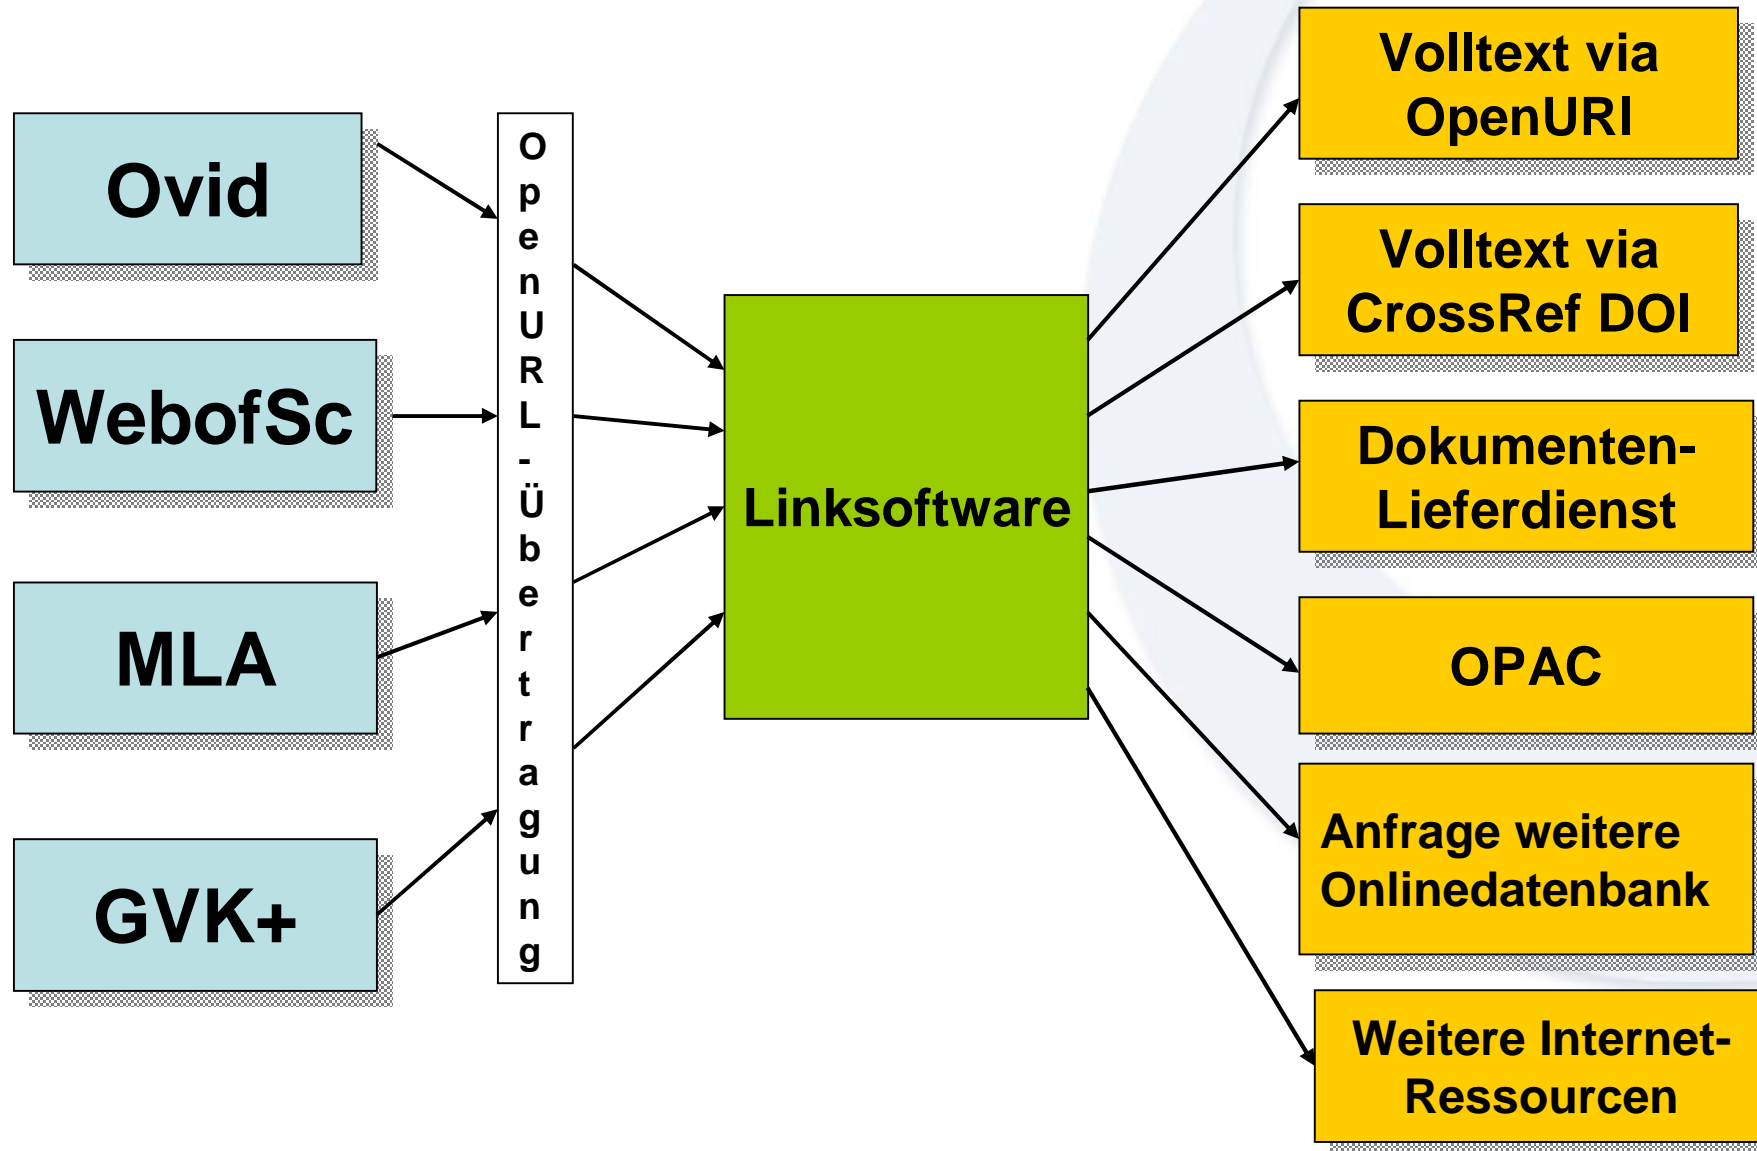 Ovid
WebofSc
MLA
GVK+
OpenURL-Übertragung
Linksoftware
Volltext via
OpenURl
Volltext via
CrossRef DOI
Dokumenten-
Lieferdienst
OPAC
Anfrage weitere
Onlinedatenbank
Weitere Internet-
Ressourcen